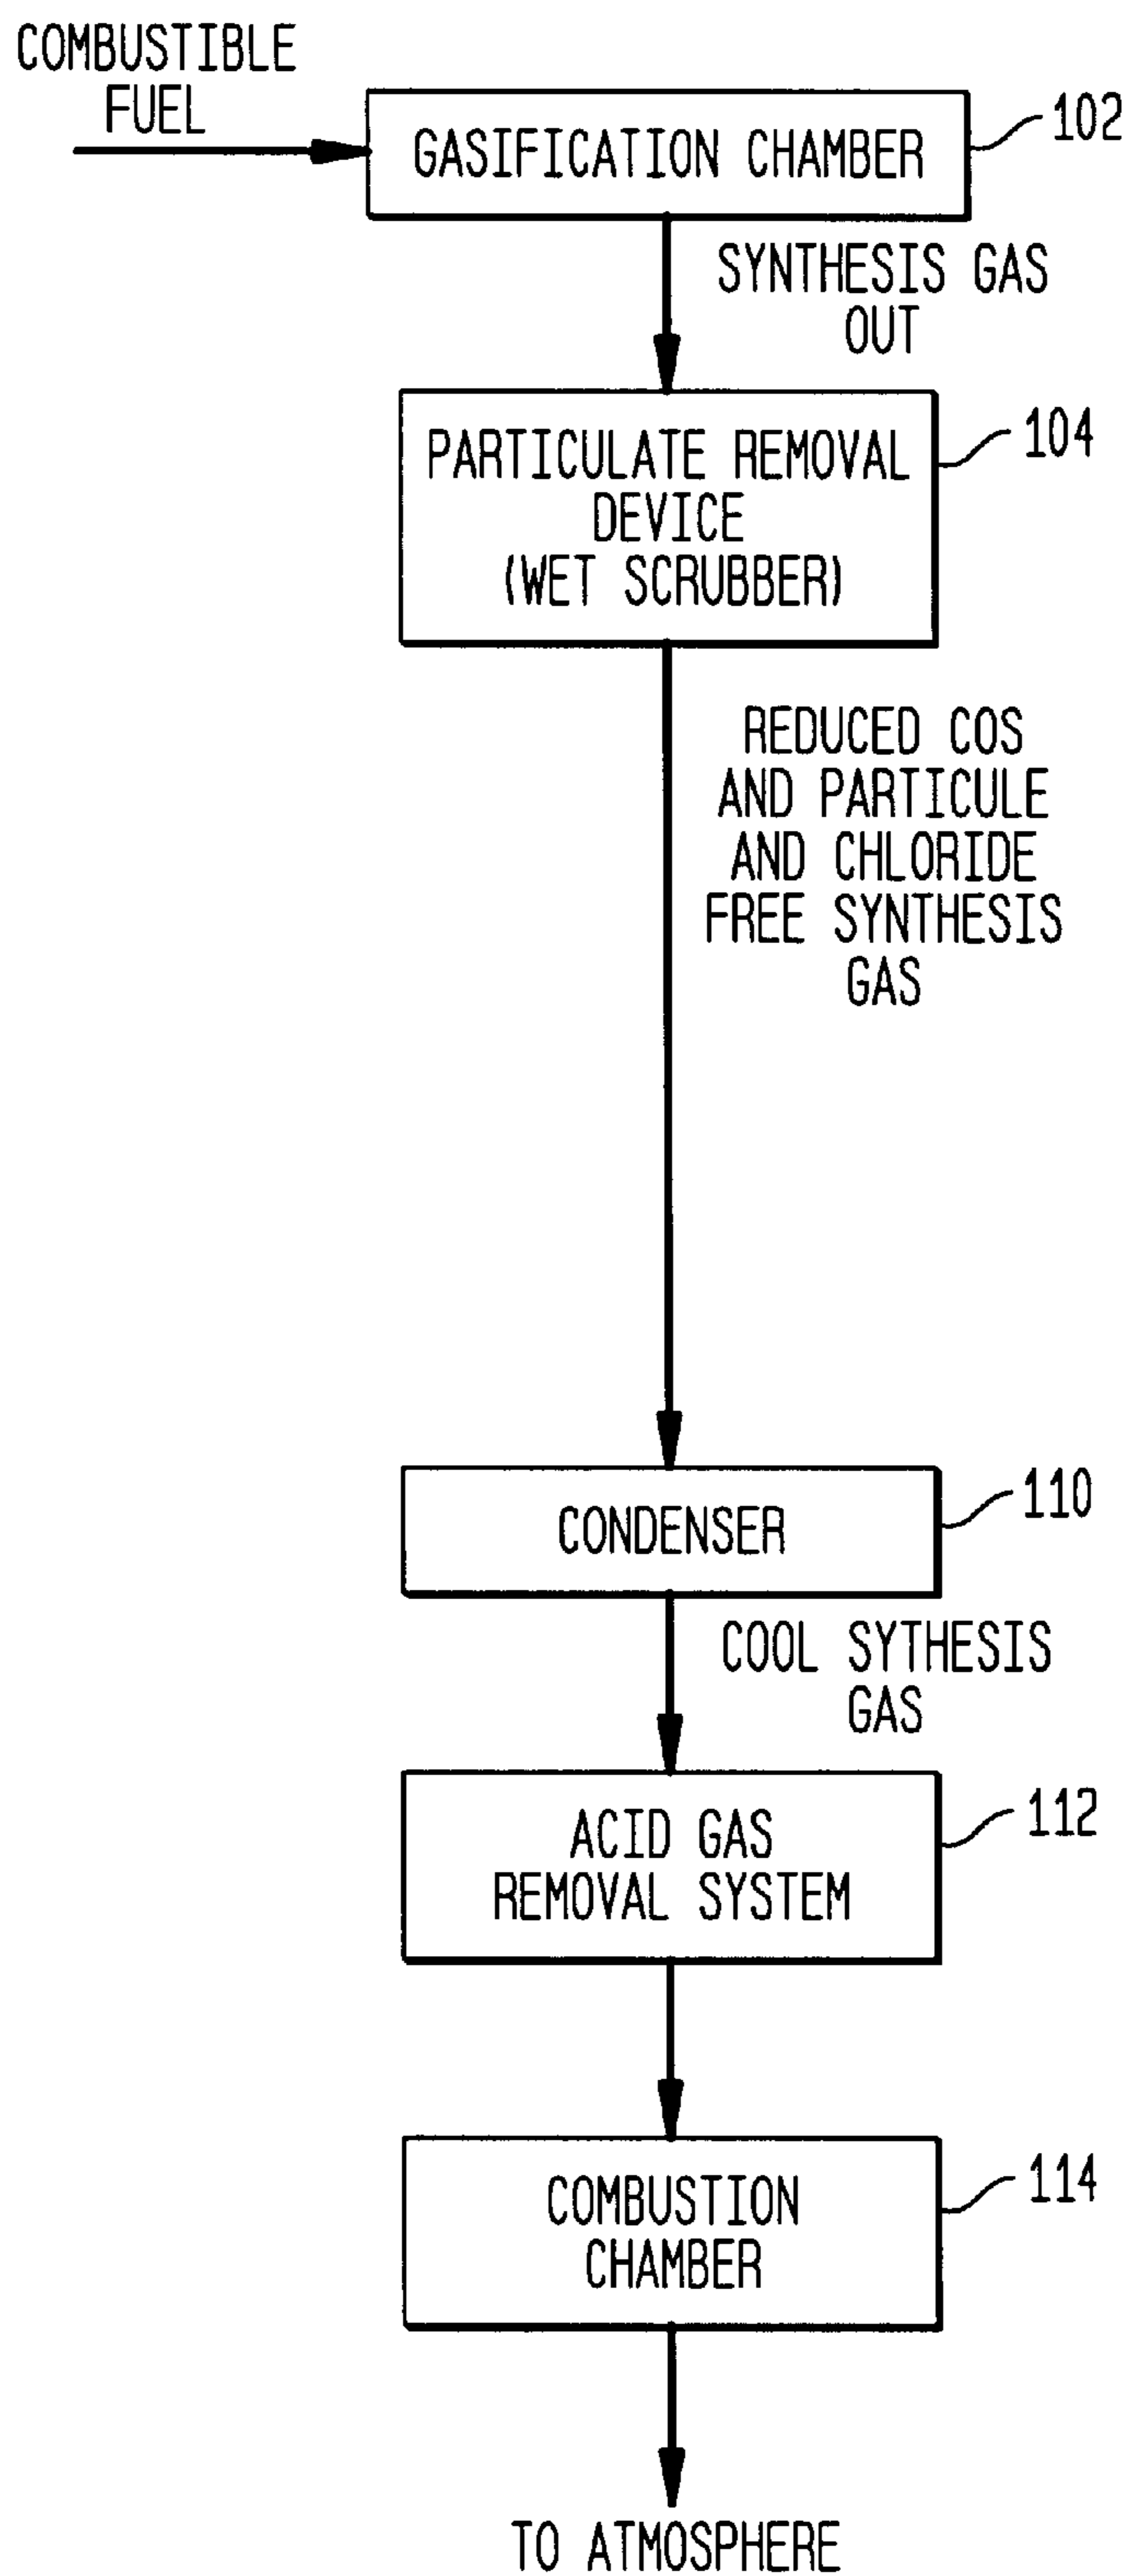 COMBUSTIBLE
FUEL
GASIFICATION CHAMBER
102
SYNTHESIS GAS
OUT
PARTICULATE REMOVAL
DEVICE
(WET SCRUBBER)
104
REDUCED COS
AND PARTICULE
AND CHLORIDE
FREE SYNTHESIS
GAS
CONDENSER
110
COOL SYTHESIS
GAS
ACID GAS
REMOVAL SYSTEM
112
COMBUSTION
CHAMBER
114
TO ATMOSPHERE